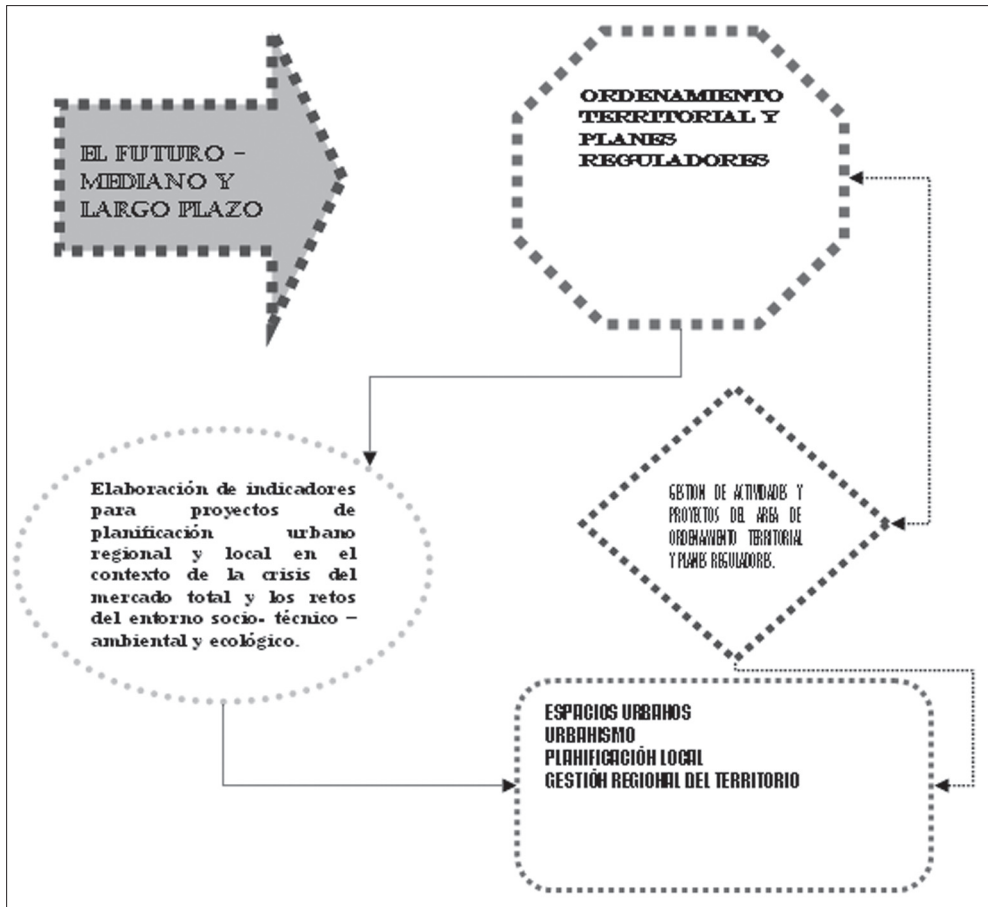 EL FUTURO –
MEDIANO Y
LARGO PLAZO
ORDENAMIENTO
TERRITORIAL Y
PLANES
REGULADORES
Elaboración de indicadores
para proyectos de
planificación urbano
regional y local en el
contexto de la crisis del
mercado total y los retos
del entorno socio- técnico –
ambiental y ecológico.
GESTION DE ACTIVIDADES Y
PROYECTOS DEL AREA DE
ORDENAMIENTO TERRITORIAL
Y PLANES REGULADORES.
ESPACIOS URBANOS
URBANISMO
PLANIFICACIÓN LOCAL
GESTIÓN REGIONAL DEL TERRITORIO